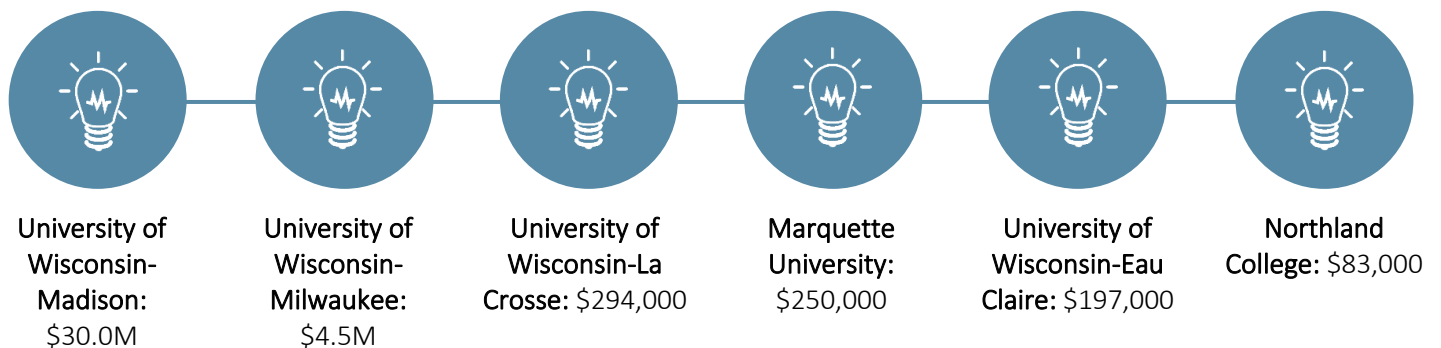 University of
Wisconsin-
Madison:
$30.0M
University of
Wisconsin-
Milwaukee:
$4.5M
University of
Wisconsin-La
Crosse: $294,000
Marquette
University:
$250,000
University of
Wisconsin-Eau
Claire: $197,000
Northland
College: $83,000